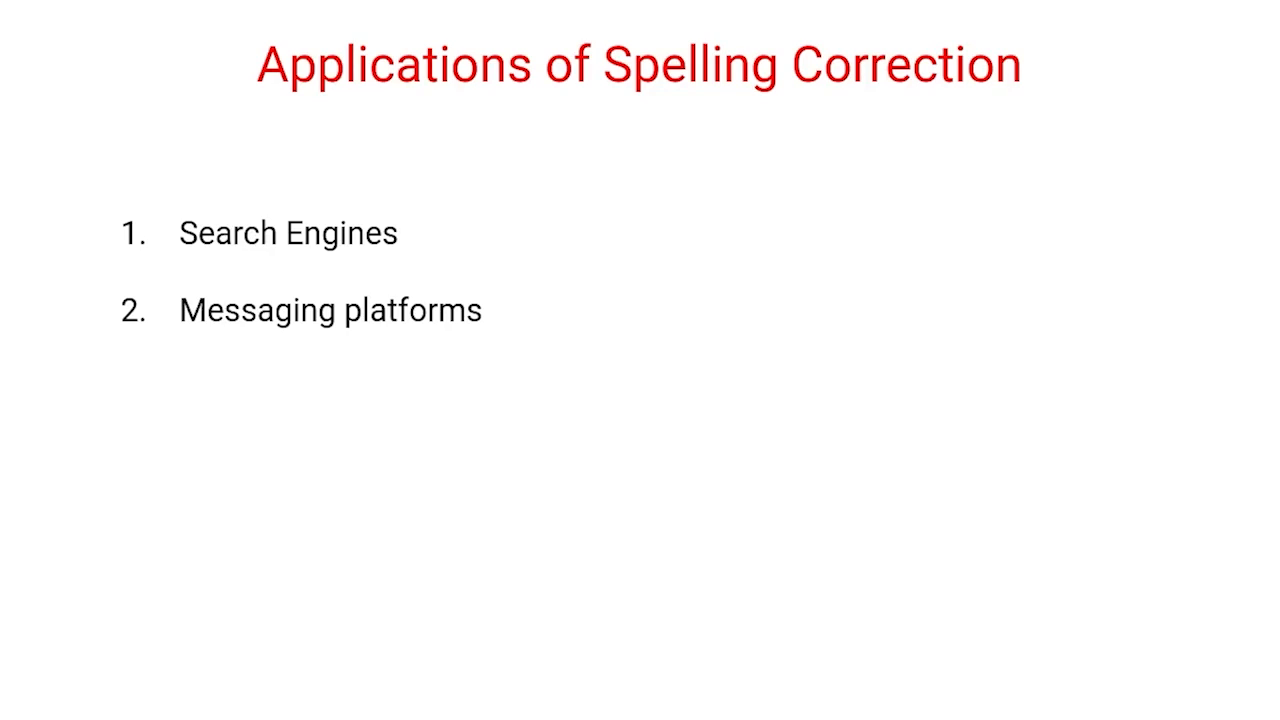 Applications of Spelling Correction
1. Search Engines
2. Messaging platforms